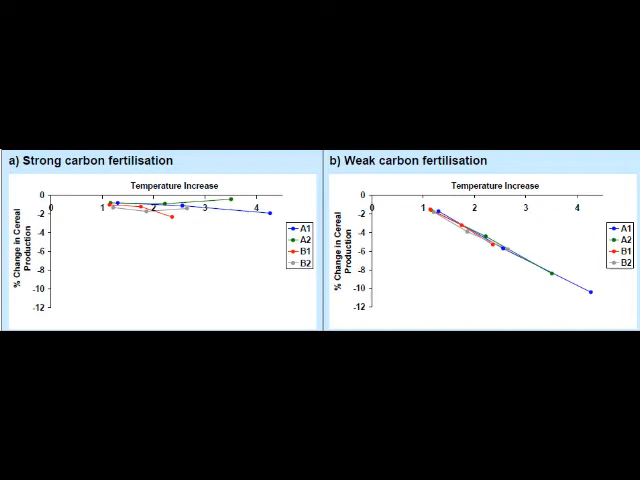 a) Strong carbon fertilisation
Temperature Increase
0 1 2 3 4
0
-2
-4
-6
-8
-10
-12
% Change in Cereal
Production
A1
A2
B1
B2
b) Weak carbon fertilisation
Temperature Increase
0 1 2 3 4
0
-2
-4
-6
-8
-10
-12
% Change in Cereal
Production
A1
A2
B1
B2